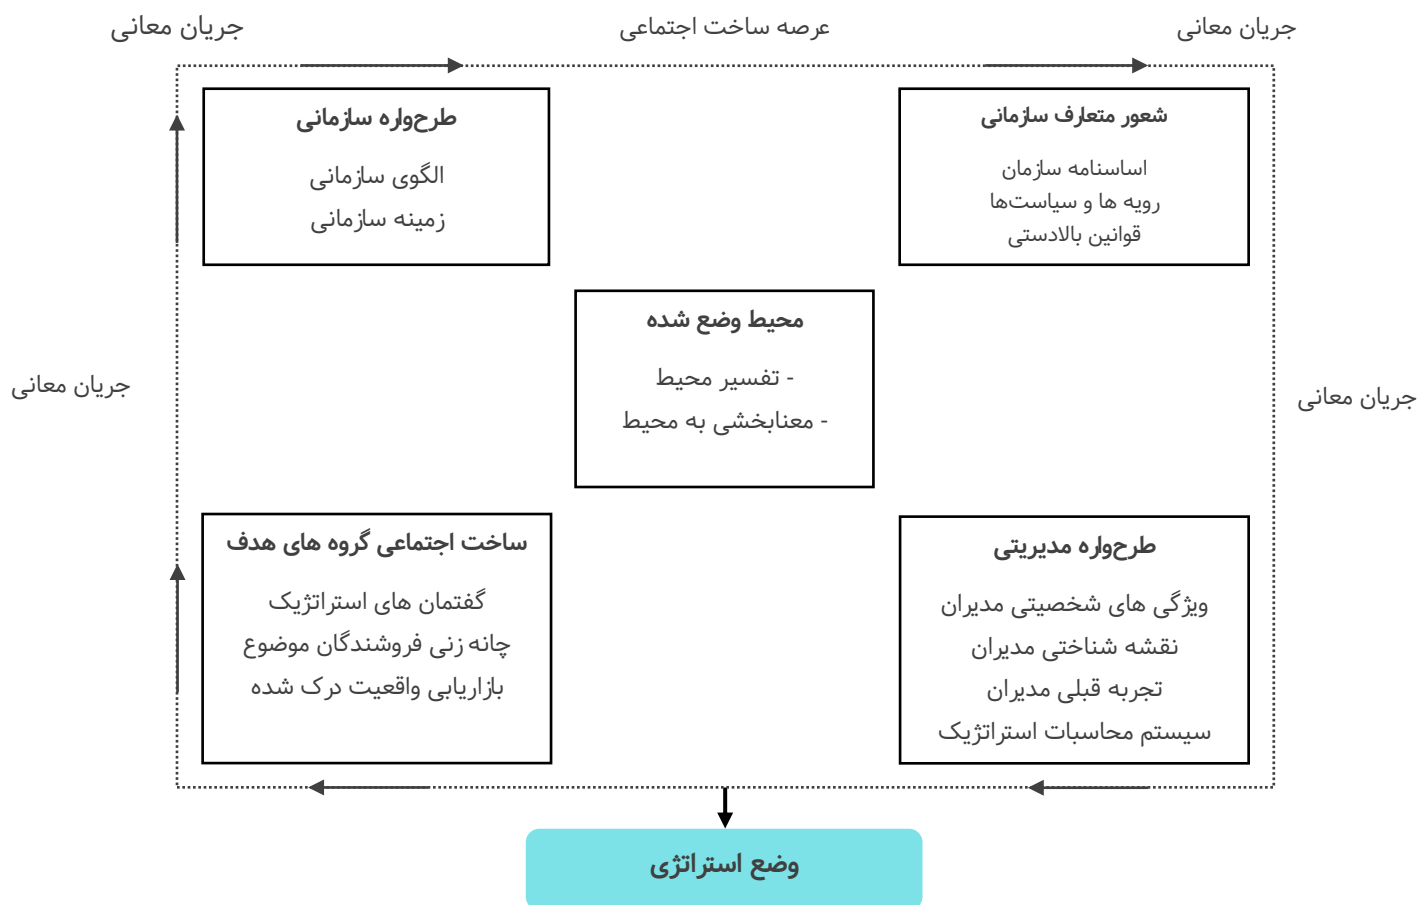 جریان معانی
عرصه ساخت اجتماعی
جریان معانی
شعور متعارف سازمانی
اساسنامه سازمان
رویه ها و سیاست‌ها
قوانین بالادستی
طرح‌واره سازمانی
الگوی سازمانی
زمینه سازمانی
محیط وضع شده
- تفسیر محیط
- معنابخشی به محیط
جریان معانی
جریان معانی
طرح‌واره مدیریتی
ویژگی های شخصیتی مدیران
نقشه شناختی مدیران
تجربه قبلی مدیران
سیستم محاسبات استراتژیک
ساخت اجتماعی گروه های هدف
گفتمان های استراتژیک
چانه زنی فروشندگان موضوع
بازاریابی واقعیت درک شده
وضع استراتژی